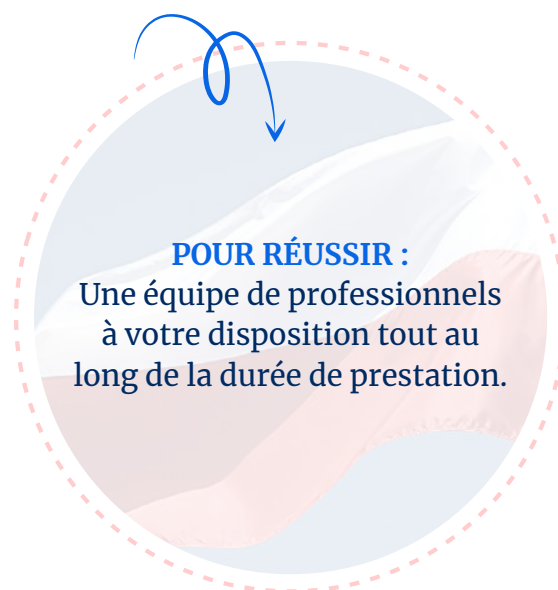 POUR RÉUSSIR :
Une équipe de professionnels
à votre disposition tout au
long de la durée de prestation.